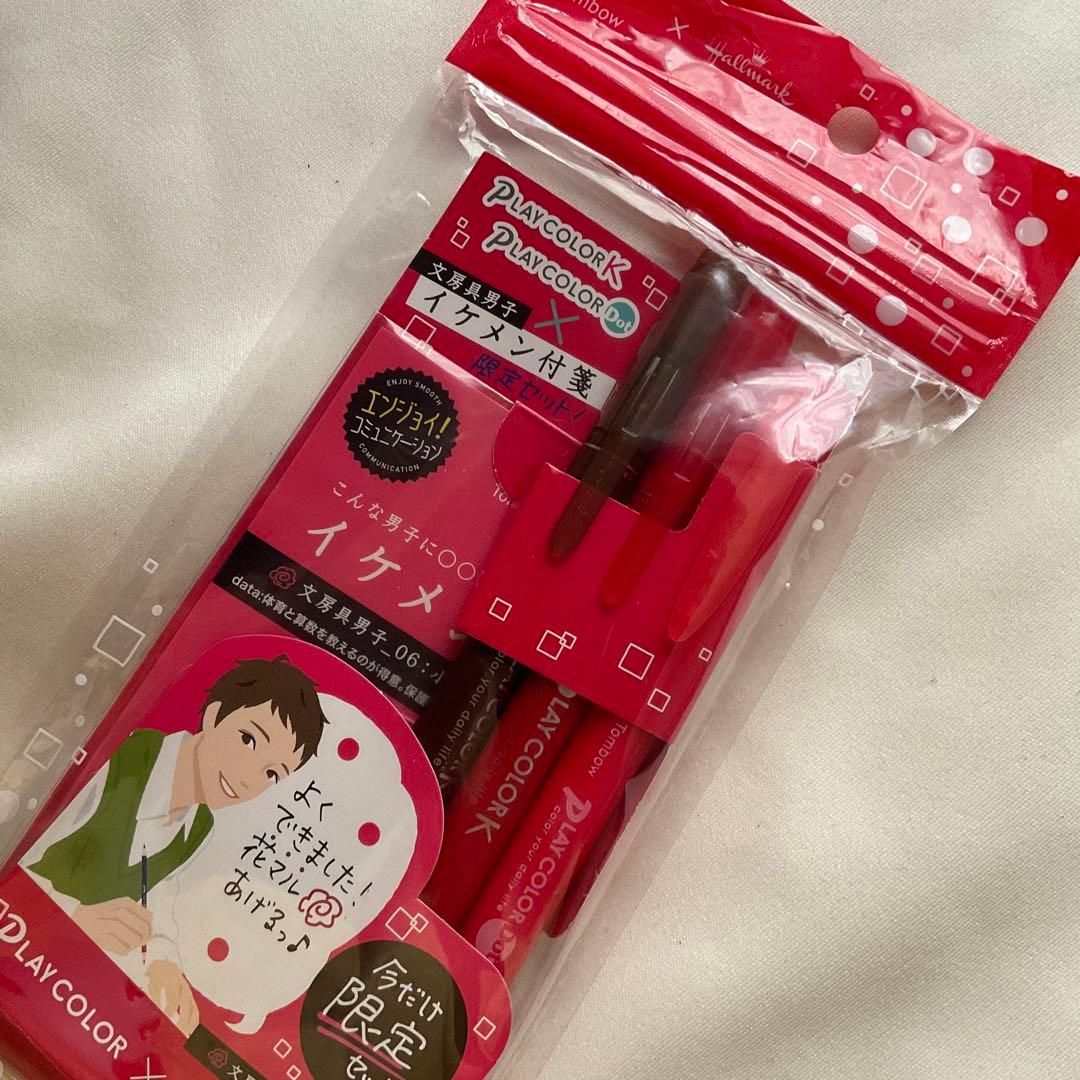 Tombow × Hallmark
PLAY COLOR K
PLAY COLOR Dot
文房具男子
×
イケメン付箋
限定セット!
ENJOY SMOOTH
エンジョイ!
コミュニケーション
COMMUNICATION
こんな男子に○○
イケメ
文房具男子_06:
data:体育と算数を教えるのが得意。保
color your daily life
PLAY COLOR K
Tombow
PLAY COLOR Dot
color your daily life
よく
できました!
花マル
あげるっ♪
今だけ
限定
セット
PLAY COLOR ×